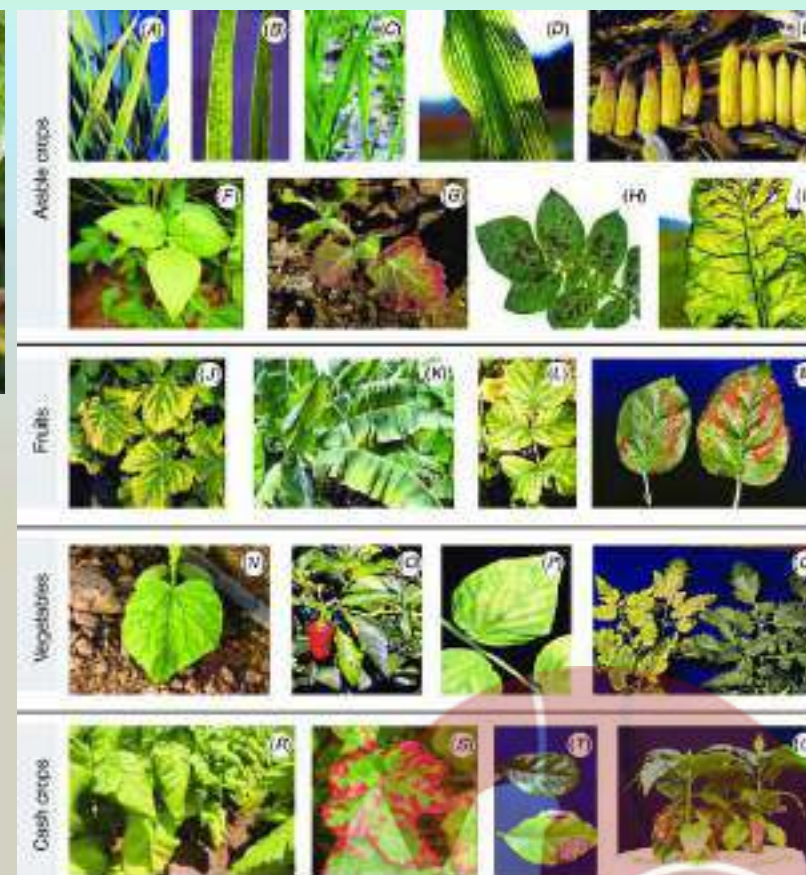 (A) (B) (C) (D)
Arable crops
(F) (G) (H)
Fruits
(J) (K) (L)
Vegetables
(N) (P)
Cash crops
(R) (S) (T)